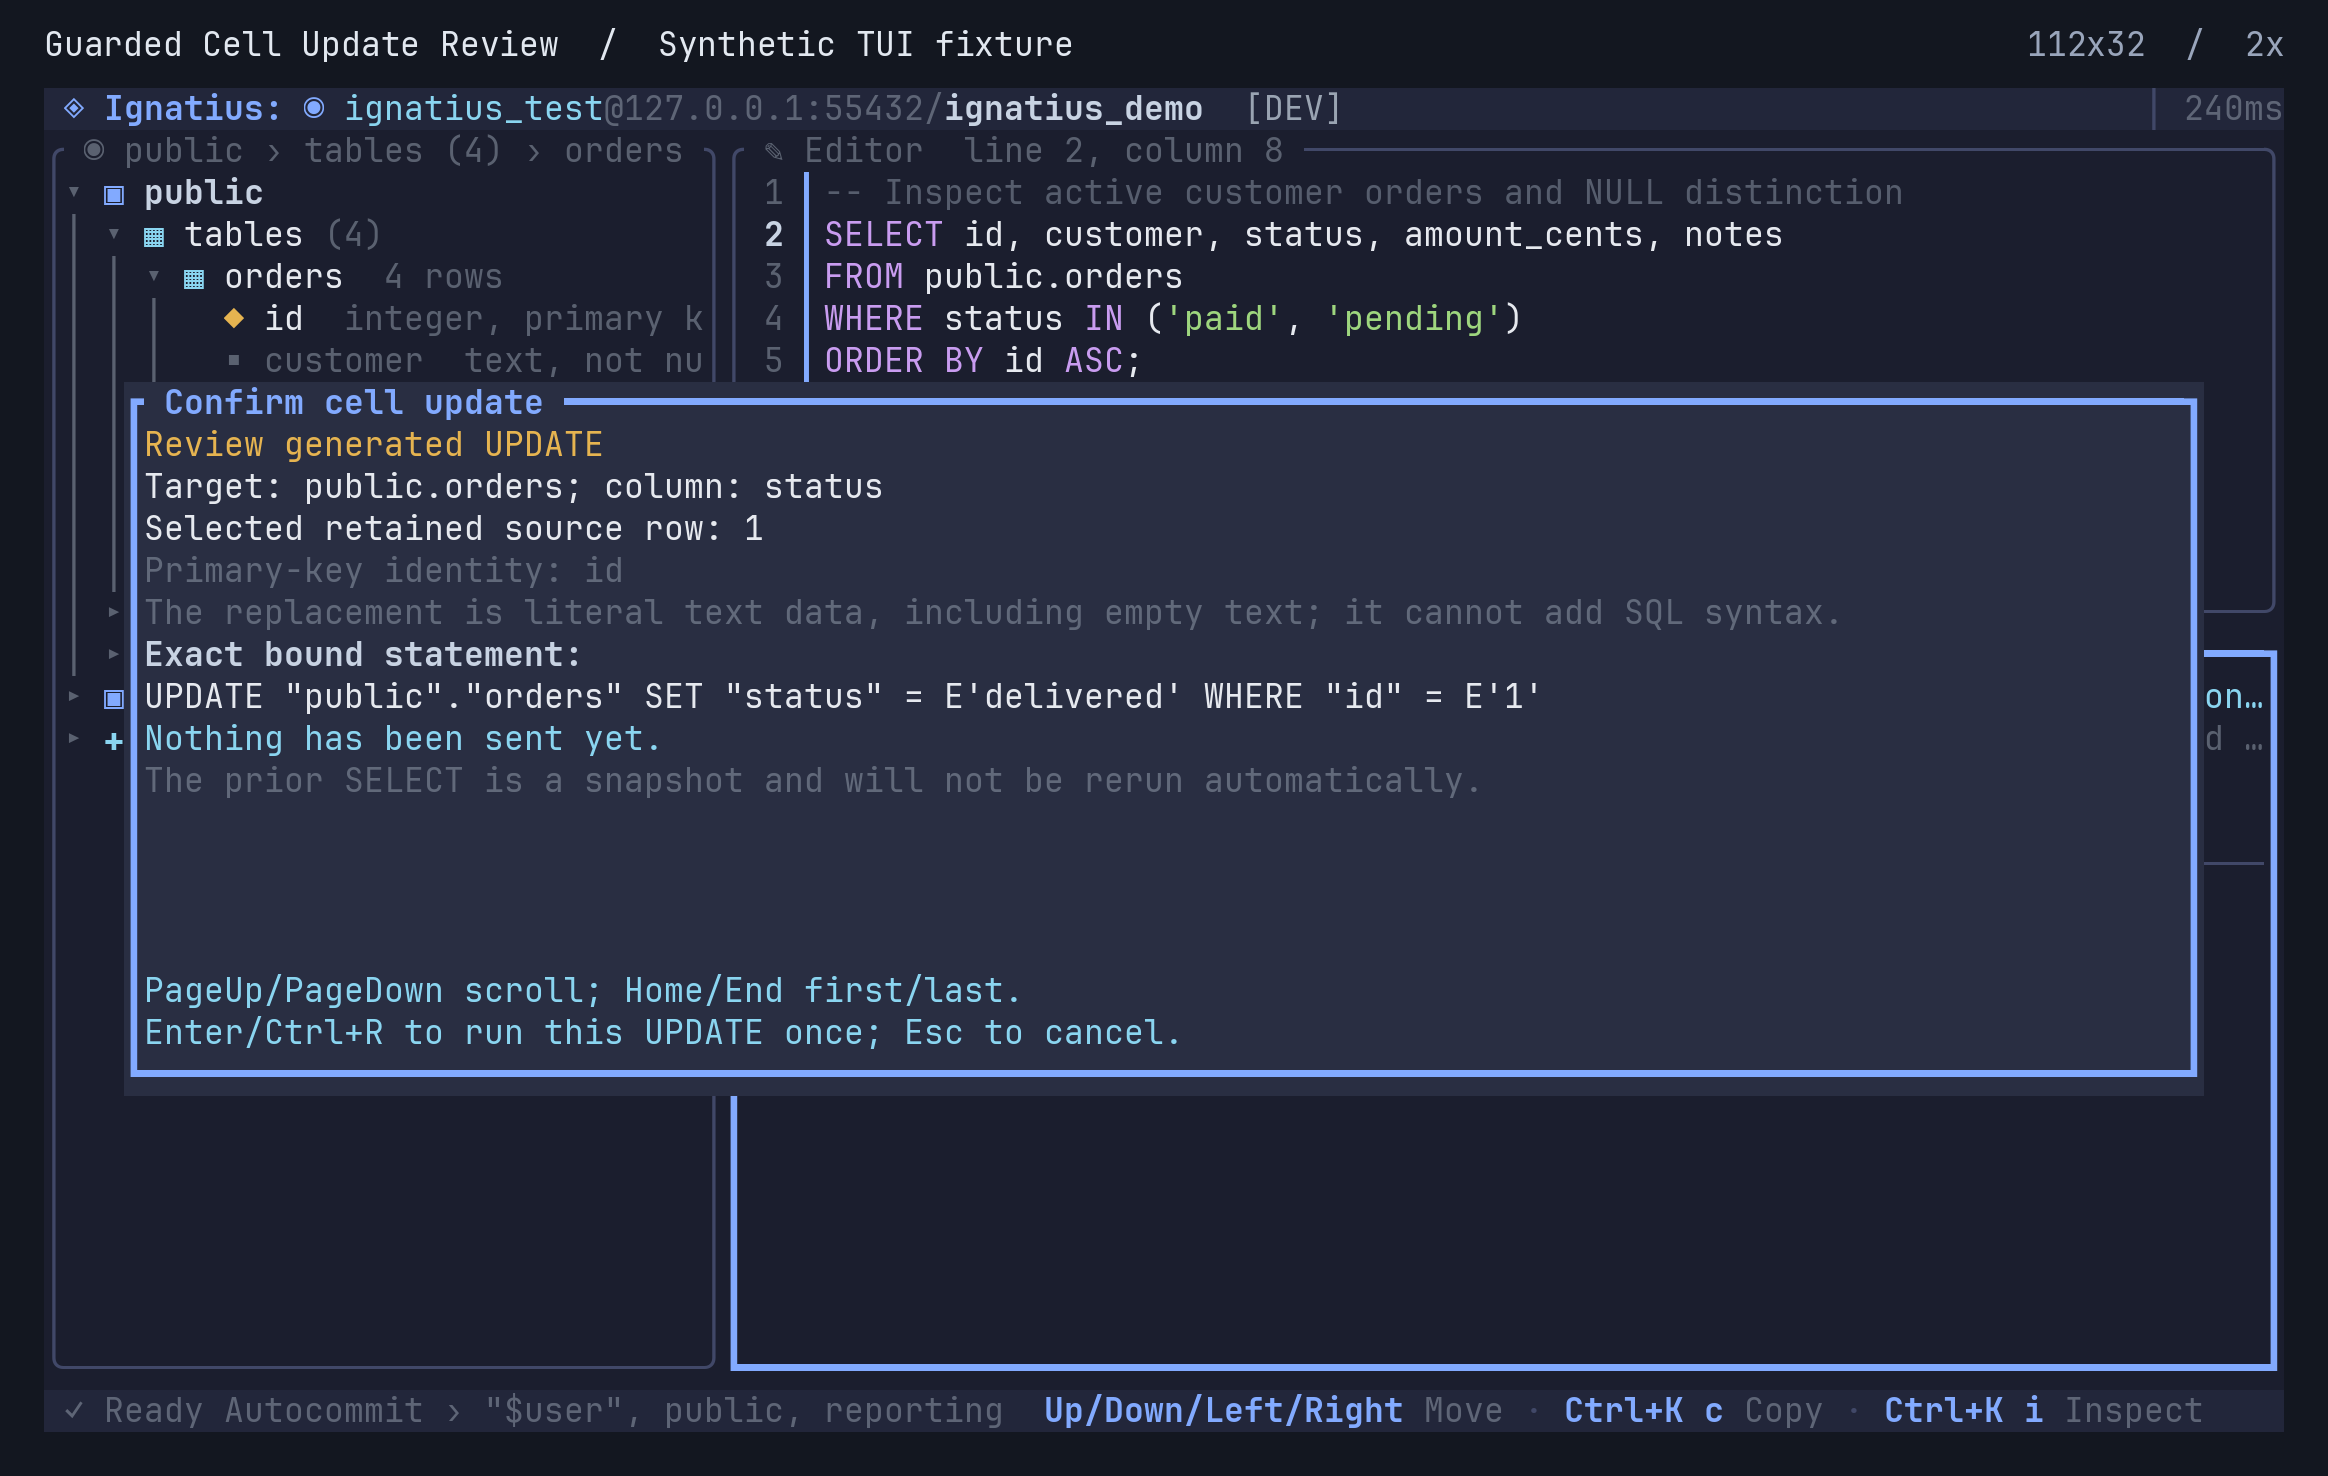 Guarded Cell Update Review / Synthetic TUI fixture
112x32 / 2x
Ignatius: ignatius_test@127.0.0.1:55432/ignatius_demo [DEV]
240ms
public › tables (4) › orders
public
tables (4)
orders 4 rows
id integer, primary k
customer text, not nu
Editor line 2, column 8
1 -- Inspect active customer orders and NULL distinction
2 SELECT id, customer, status, amount_cents, notes
3 FROM public.orders
4 WHERE status IN ('paid', 'pending')
5 ORDER BY id ASC;
Confirm cell update
Review generated UPDATE
Target: public.orders; column: status
Selected retained source row: 1
Primary-key identity: id
The replacement is literal text data, including empty text; it cannot add SQL syntax.
Exact bound statement:
UPDATE "public"."orders" SET "status" = E'delivered' WHERE "id" = E'1'
Nothing has been sent yet.
The prior SELECT is a snapshot and will not be rerun automatically.
PageUp/PageDown scroll; Home/End first/last.
Enter/Ctrl+R to run this UPDATE once; Esc to cancel.
on…
d …
✓ Ready Autocommit › "$user", public, reporting Up/Down/Left/Right Move · Ctrl+K c Copy · Ctrl+K i Inspect